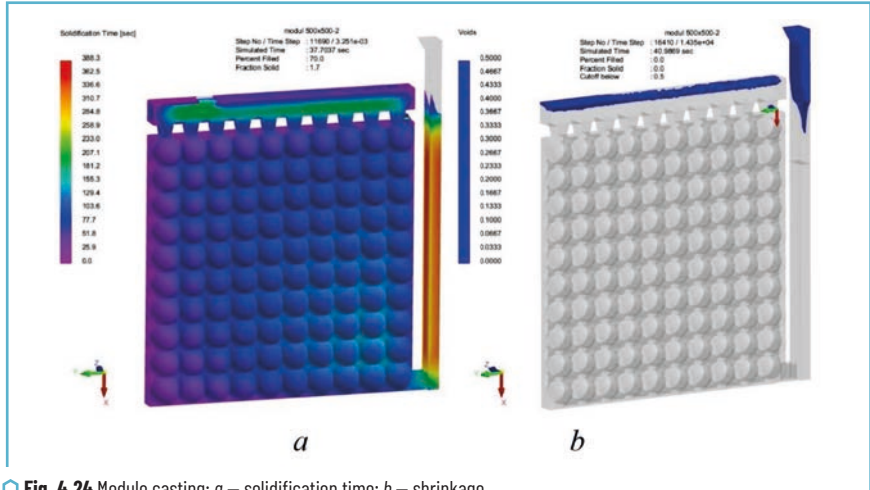 Solidification Time [sec]
388.3
362.5
336.6
310.7
284.8
258.9
233.0
207.1
181.2
155.3
129.4
103.6
77.7
51.8
25.9
0.0
modul 500x500-2
Step No / Time Step : 11690 / 3.251e-03
Simulated Time : 37.7037 sec
Percent Filled : 70.0
Fraction Solid : 1.7
Voids
0.5000
0.4667
0.4333
0.4000
0.3667
0.3333
0.3000
0.2667
0.2333
0.2000
0.1667
0.1333
0.1000
0.0667
0.0333
0.0000
modul 500x500-2
Step No / Time Step : 16410 / 1.435e+04
Simulated Time : 40.9869 sec
Percent Filled : 0.0
Fraction Solid : 0.0
Cutoff below : 0.5
Z
Y
X
Z
Y
X
a
b
Fig. 4.24 Module casting: a — solidification time; b — shrinkage